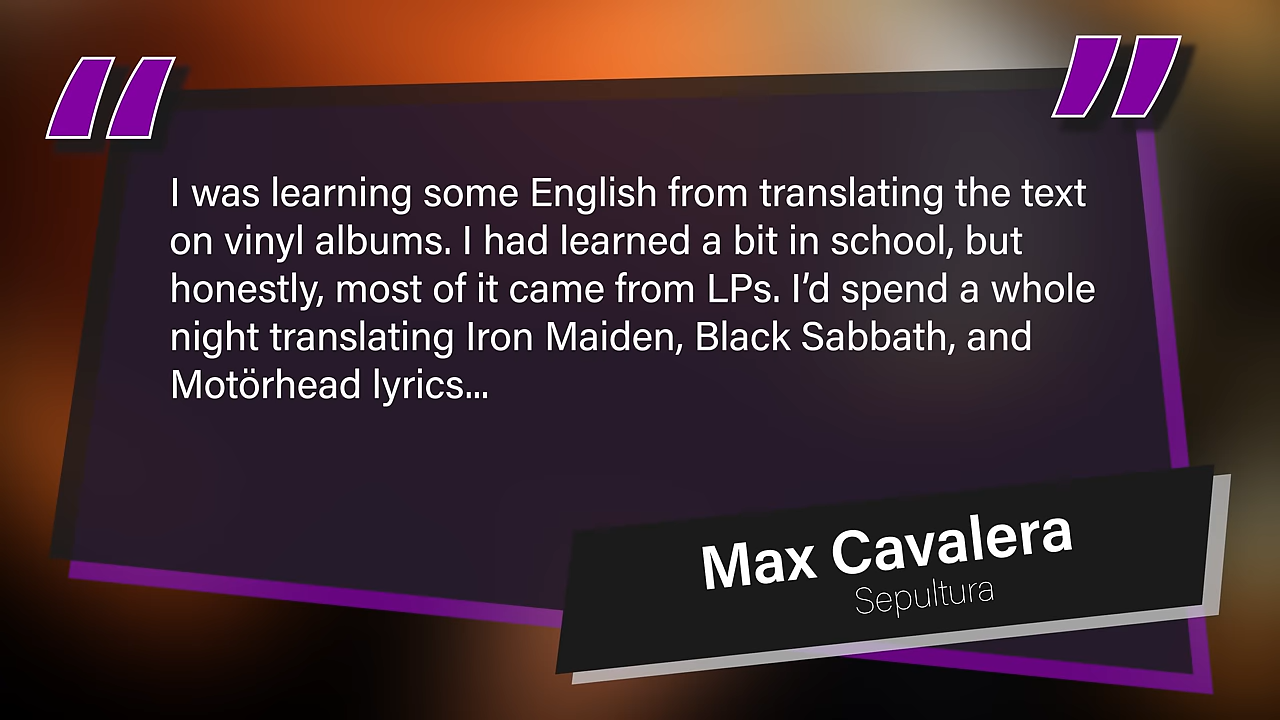 I was learning some English from translating the text
on vinyl albums. I had learned a bit in school, but
honestly, most of it came from LPs. I’d spend a whole
night translating Iron Maiden, Black Sabbath, and
Motörhead lyrics...
Max Cavalera
Sepultura